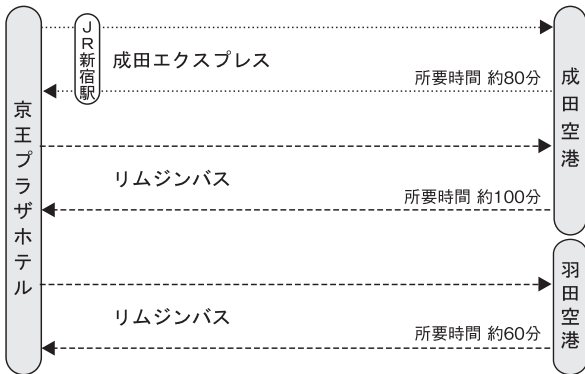 京王プラザホテル
JR新宿駅
成田エクスプレス
所要時間 約80分
成田空港
リムジンバス
所要時間 約100分
リムジンバス
所要時間 約60分
羽田空港